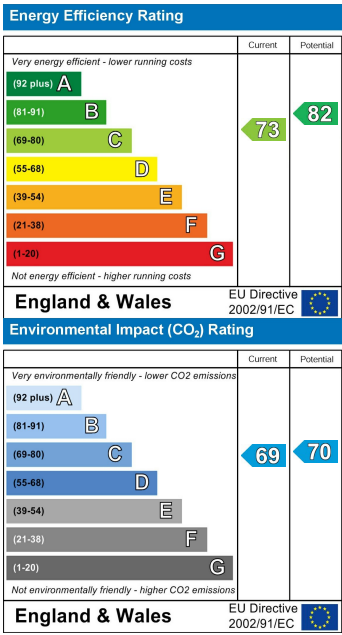 Energy Efficiency Rating
Current Potential
Very energy efficient - lower running costs
(92 plus) A
(81-91) B
82
(69-80) C
73
(55-68) D
(39-54) E
(21-38) F
(1-20) G
Not energy efficient - higher running costs
England & Wales
EU Directive
2002/91/EC
Environmental Impact (CO₂) Rating
Current Potential
Very environmentally friendly - lower CO2 emissions
(92 plus) A
(81-91) B
(69-80) C
69 70
(55-68) D
(39-54) E
(21-38) F
(1-20) G
Not environmentally friendly - higher CO2 emissions
England & Wales
EU Directive
2002/91/EC